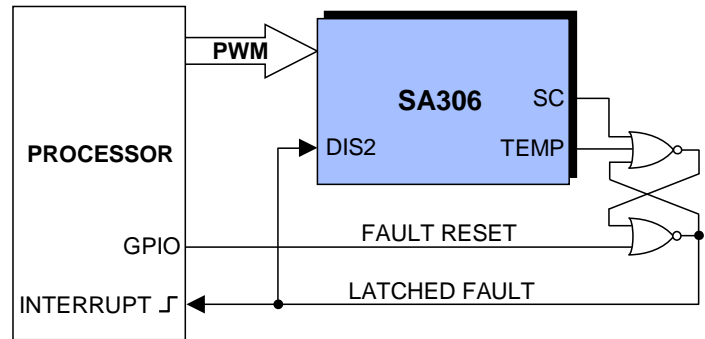 PWM
SA306
SC
PROCESSOR
DIS2
TEMP
GPIO
FAULT RESET
INTERRUPT
LATCHED FAULT